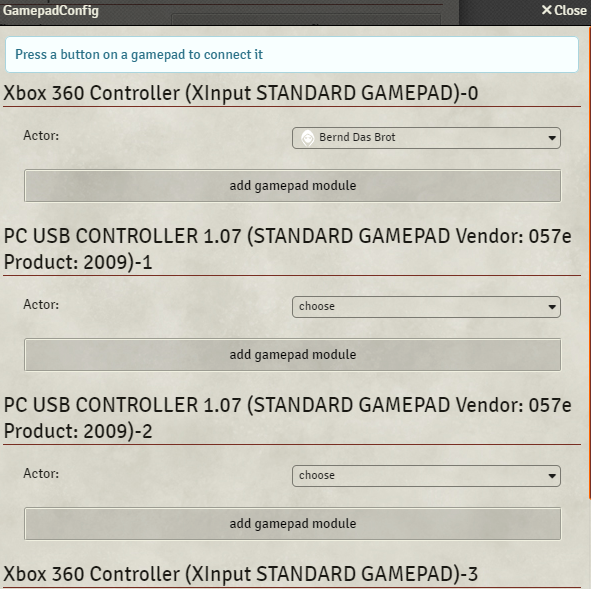 GamepadConfig
Close
Press a button on a gamepad to connect it
Xbox 360 Controller (XInput STANDARD GAMEPAD)-0
Actor:
Bernd Das Brot
add gamepad module
PC USB CONTROLLER 1.07 (STANDARD GAMEPAD Vendor: 057e
Product: 2009)-1
Actor:
choose
add gamepad module
PC USB CONTROLLER 1.07 (STANDARD GAMEPAD Vendor: 057e
Product: 2009)-2
Actor:
choose
add gamepad module
Xbox 360 Controller (XInput STANDARD GAMEPAD)-3